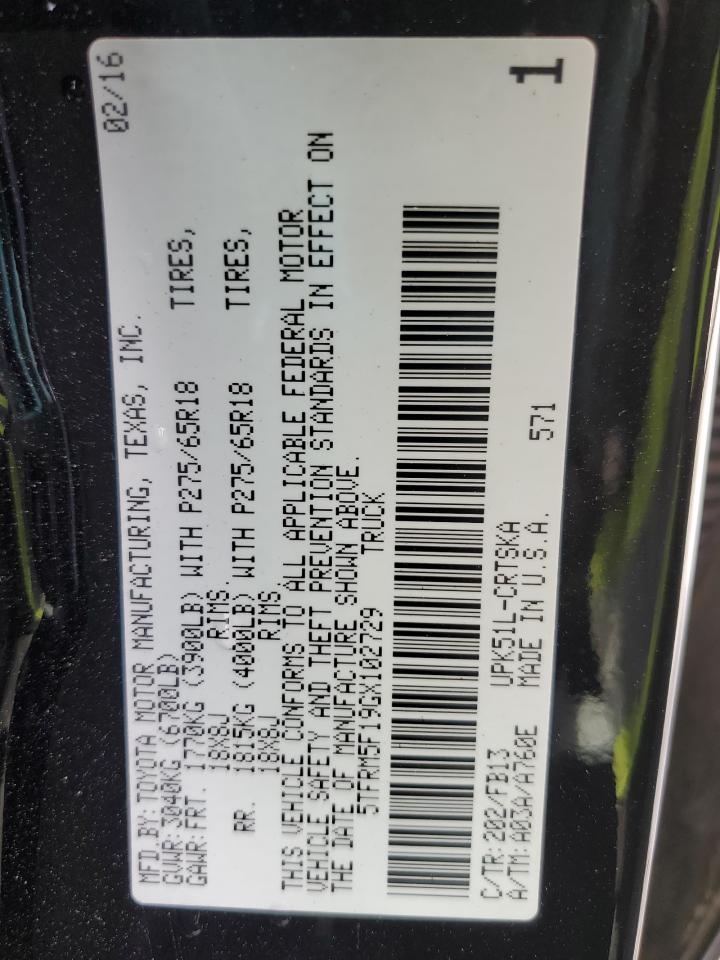 02/16
MFD.BY:TOYOTA MOTOR MANUFACTURING, TEXAS, INC.
GVWR:3040KG (6700LB)
GAWR:FRT. 1770KG (3900LB) WITH P275/65R18 TIRES,
18X8J RIMS.
RR. 1815KG (4000LB) WITH P275/65R18 TIRES,
18X8J RIMS.
THIS VEHICLE CONFORMS TO ALL APPLICABLE FEDERAL MOTOR
VEHICLE SAFETY AND THEFT PREVENTION STANDARDS IN EFFECT ON
THE DATE OF MANUFACTURE SHOWN ABOVE.
5TFRM5F19GX102729 TRUCK
C/TR:202/FB13 UPK51L-CRTSKA
A/TM:A03A/A760E MADE IN U.S.A. 571
1